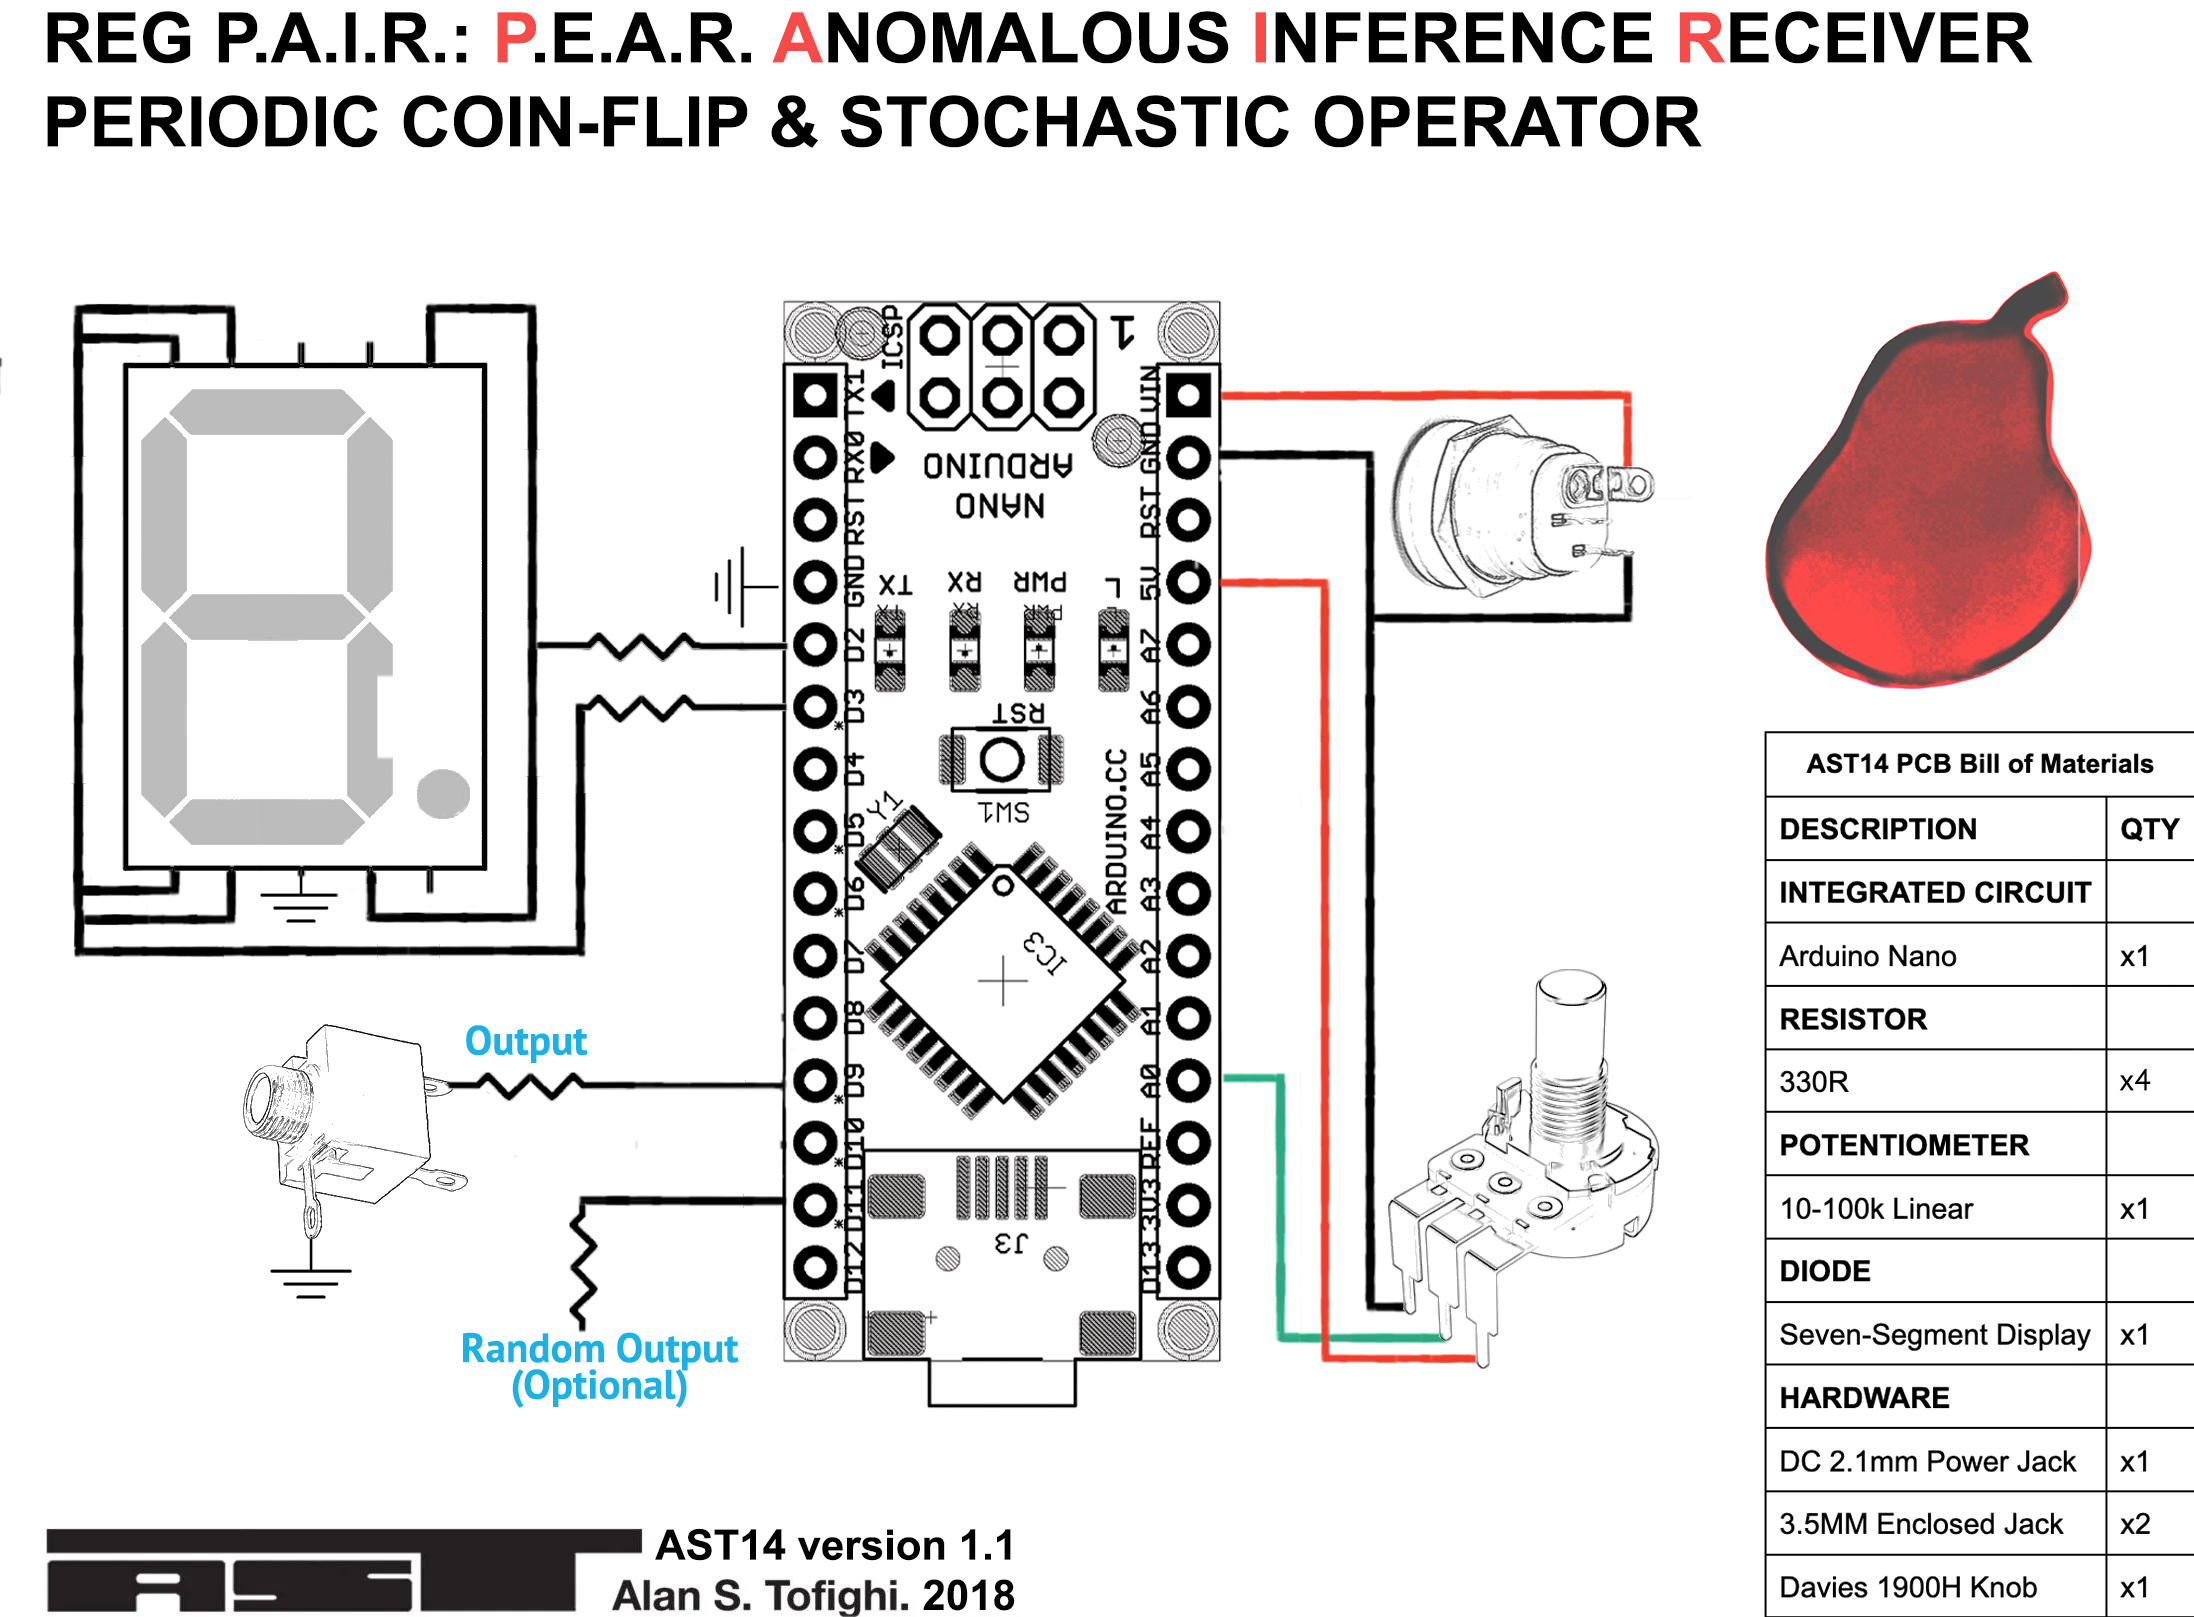 REG P.A.I.R.: P.E.A.R. ANOMALOUS INFERENCE RECEIVER
PERIODIC COIN-FLIP & STOCHASTIC OPERATOR
ICSP
1
TX1
RX0
RST
GND
D2
D3
D4
D5
D6
D7
D8
D9
D10
D11
D12
VIN
GND
RST
5V
A7
A6
A5
A4
A3
A2
A1
A0
REF
3V3
D13
ARDUINO
NANO
TX
RX
PWR
L
TX
RX
PWR
L
RST
SW1
Y1
ARDUINO.CC
IC3
J3
Output
Random Output
(Optional)
AST14 PCB Bill of Materials
DESCRIPTION QTY
INTEGRATED CIRCUIT
Arduino Nano x1
RESISTOR
330R x4
POTENTIOMETER
10-100k Linear x1
DIODE
Seven-Segment Display x1
HARDWARE
DC 2.1mm Power Jack x1
3.5MM Enclosed Jack x2
Davies 1900H Knob x1
AST
AST14 version 1.1
Alan S. Tofighi. 2018